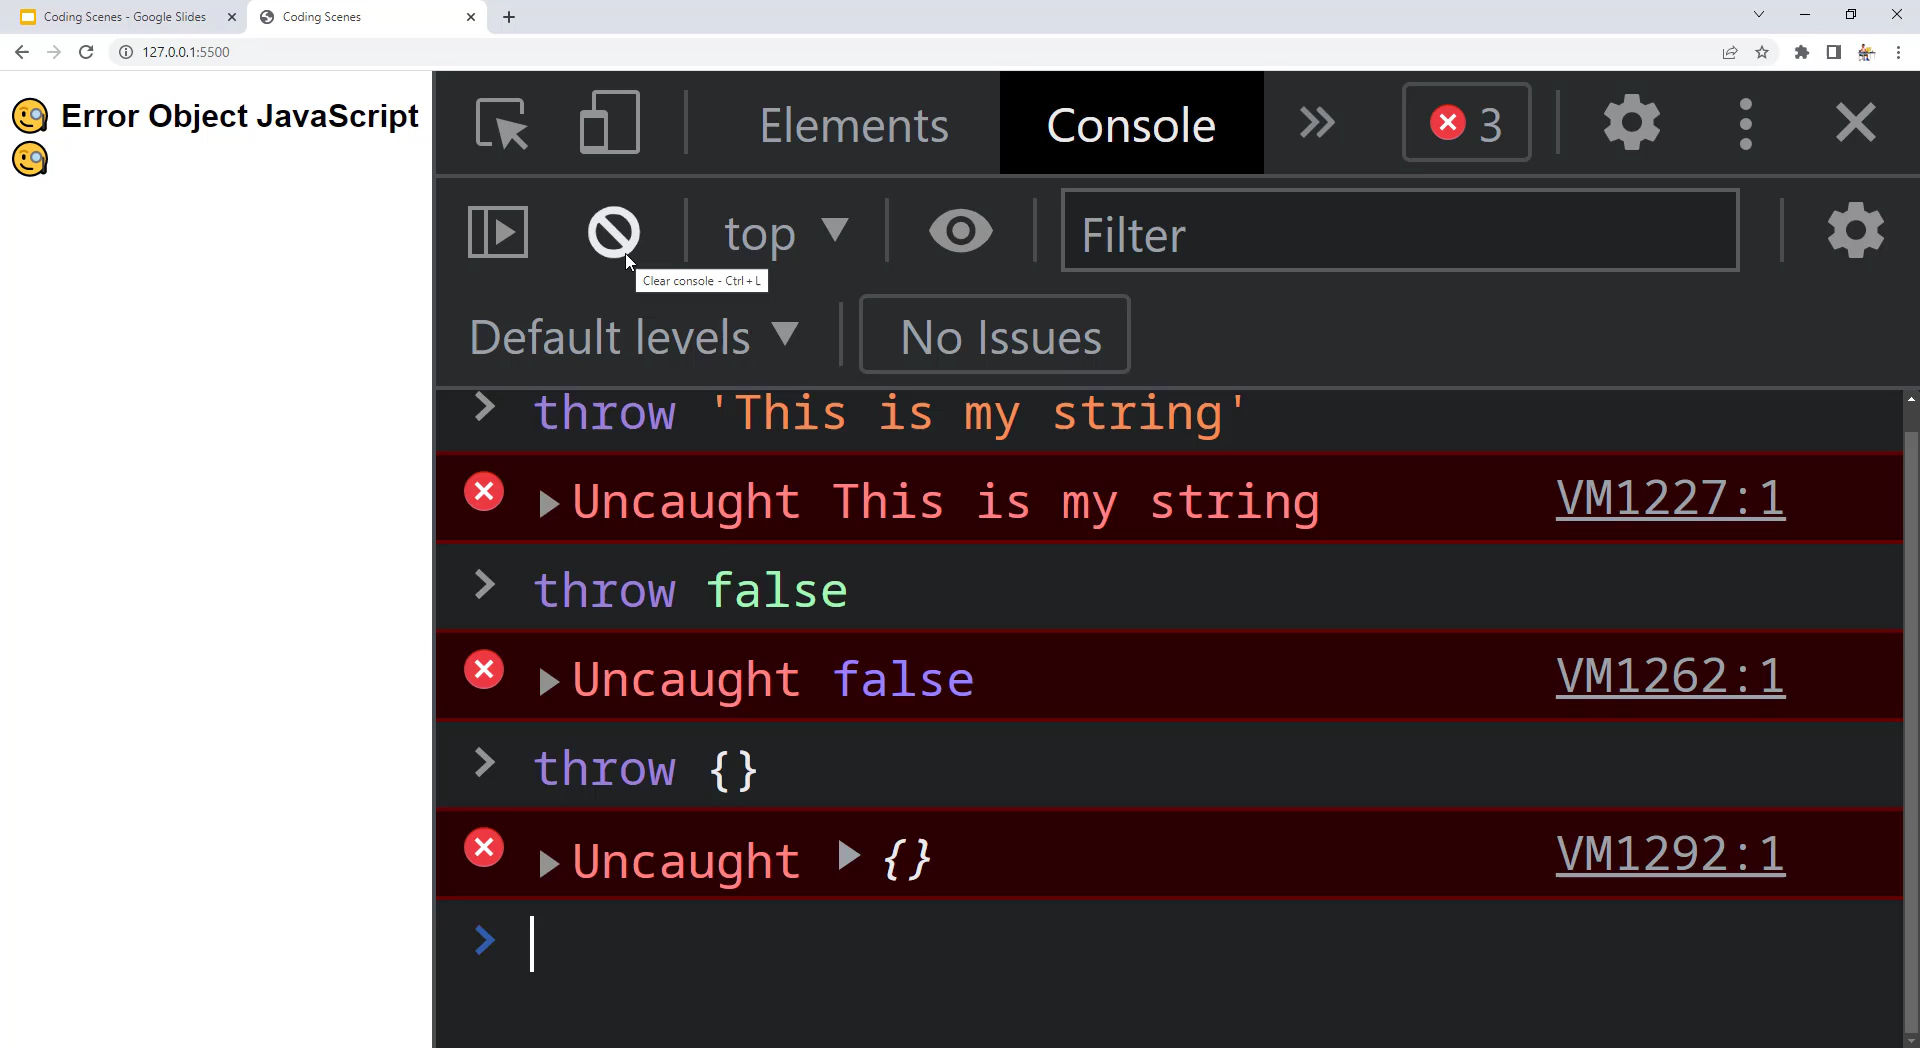 Coding Scenes - Google Slides
Coding Scenes
127.0.0.1:5500
🧐 Error Object JavaScript 🧐
Elements
Console
3
top
Filter
Clear console - Ctrl + L
Default levels
No Issues
throw 'This is my string'
Uncaught This is my string VM1227:1
throw false
Uncaught false VM1262:1
throw {}
Uncaught {} VM1292:1